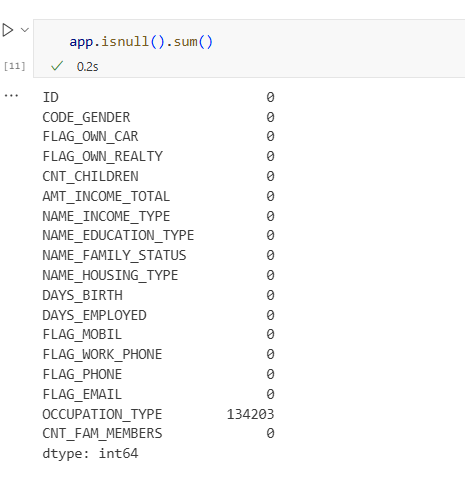 app.isnull().sum()
[11] 0.2s
...
ID 0
CODE_GENDER 0
FLAG_OWN_CAR 0
FLAG_OWN_REALTY 0
CNT_CHILDREN 0
AMT_INCOME_TOTAL 0
NAME_INCOME_TYPE 0
NAME_EDUCATION_TYPE 0
NAME_FAMILY_STATUS 0
NAME_HOUSING_TYPE 0
DAYS_BIRTH 0
DAYS_EMPLOYED 0
FLAG_MOBIL 0
FLAG_WORK_PHONE 0
FLAG_PHONE 0
FLAG_EMAIL 0
OCCUPATION_TYPE 134203
CNT_FAM_MEMBERS 0
dtype: int64